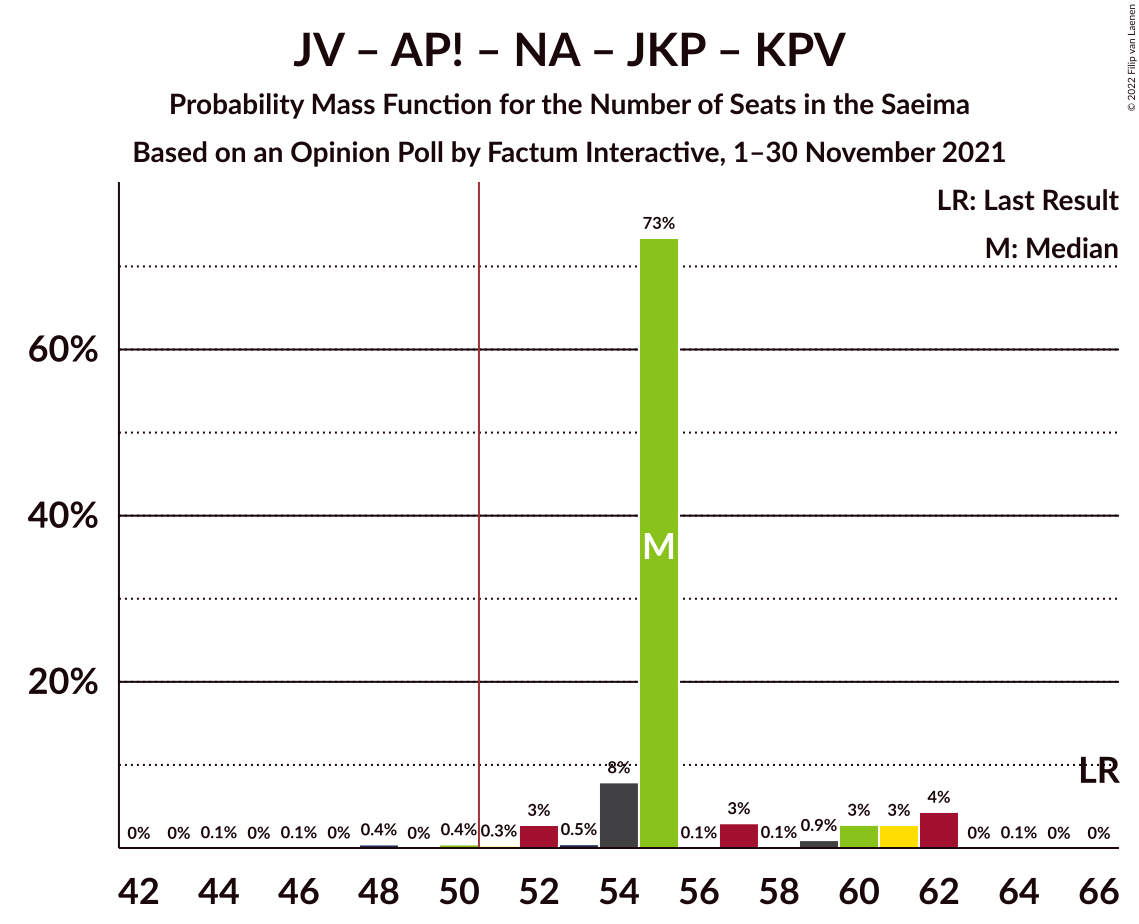 JV – AP! – NA – JKP – KPV
Probability Mass Function for the Number of Seats in the Saeima
Based on an Opinion Poll by Factum Interactive, 1–30 November 2021
© 2022 Filip van Laenen
LR: Last Result
M: Median
60%
40%
20%
0% 0% 0.1% 0% 0.1% 0% 0.4% 0% 0.4% 0.3% 3% 0.5% 8% 73% 0.1% 3% 0.1% 0.9% 3% 3% 4% 0% 0.1% 0% 0%
M
LR
42 44 46 48 50 52 54 56 58 60 62 64 66